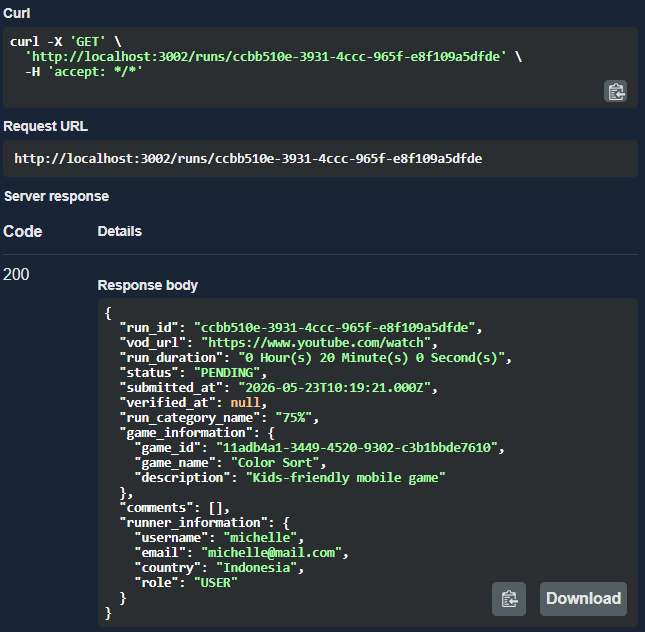 Curl
curl -X 'GET' \
  'http://localhost:3002/runs/ccbb510e-3931-4ccc-965f-e8f109a5dfde' \
  -H 'accept: */*'
Request URL
http://localhost:3002/runs/ccbb510e-3931-4ccc-965f-e8f109a5dfde
Server response
Code Details
200
Response body
{
  "run_id": "ccbb510e-3931-4ccc-965f-e8f109a5dfde",
  "vod_url": "https://www.youtube.com/watch",
  "run_duration": "0 Hour(s) 20 Minute(s) 0 Second(s)",
  "status": "PENDING",
  "submitted_at": "2026-05-23T10:19:21.000Z",
  "verified_at": null,
  "run_category_name": "75%",
  "game_information": {
    "game_id": "11adb4a1-3449-4520-9302-c3b1bbde7610",
    "game_name": "Color Sort",
    "description": "Kids-friendly mobile game"
  },
  "comments": [],
  "runner_information": {
    "username": "michelle",
    "email": "michelle@mail.com",
    "country": "Indonesia",
    "role": "USER"
  }
}
Download